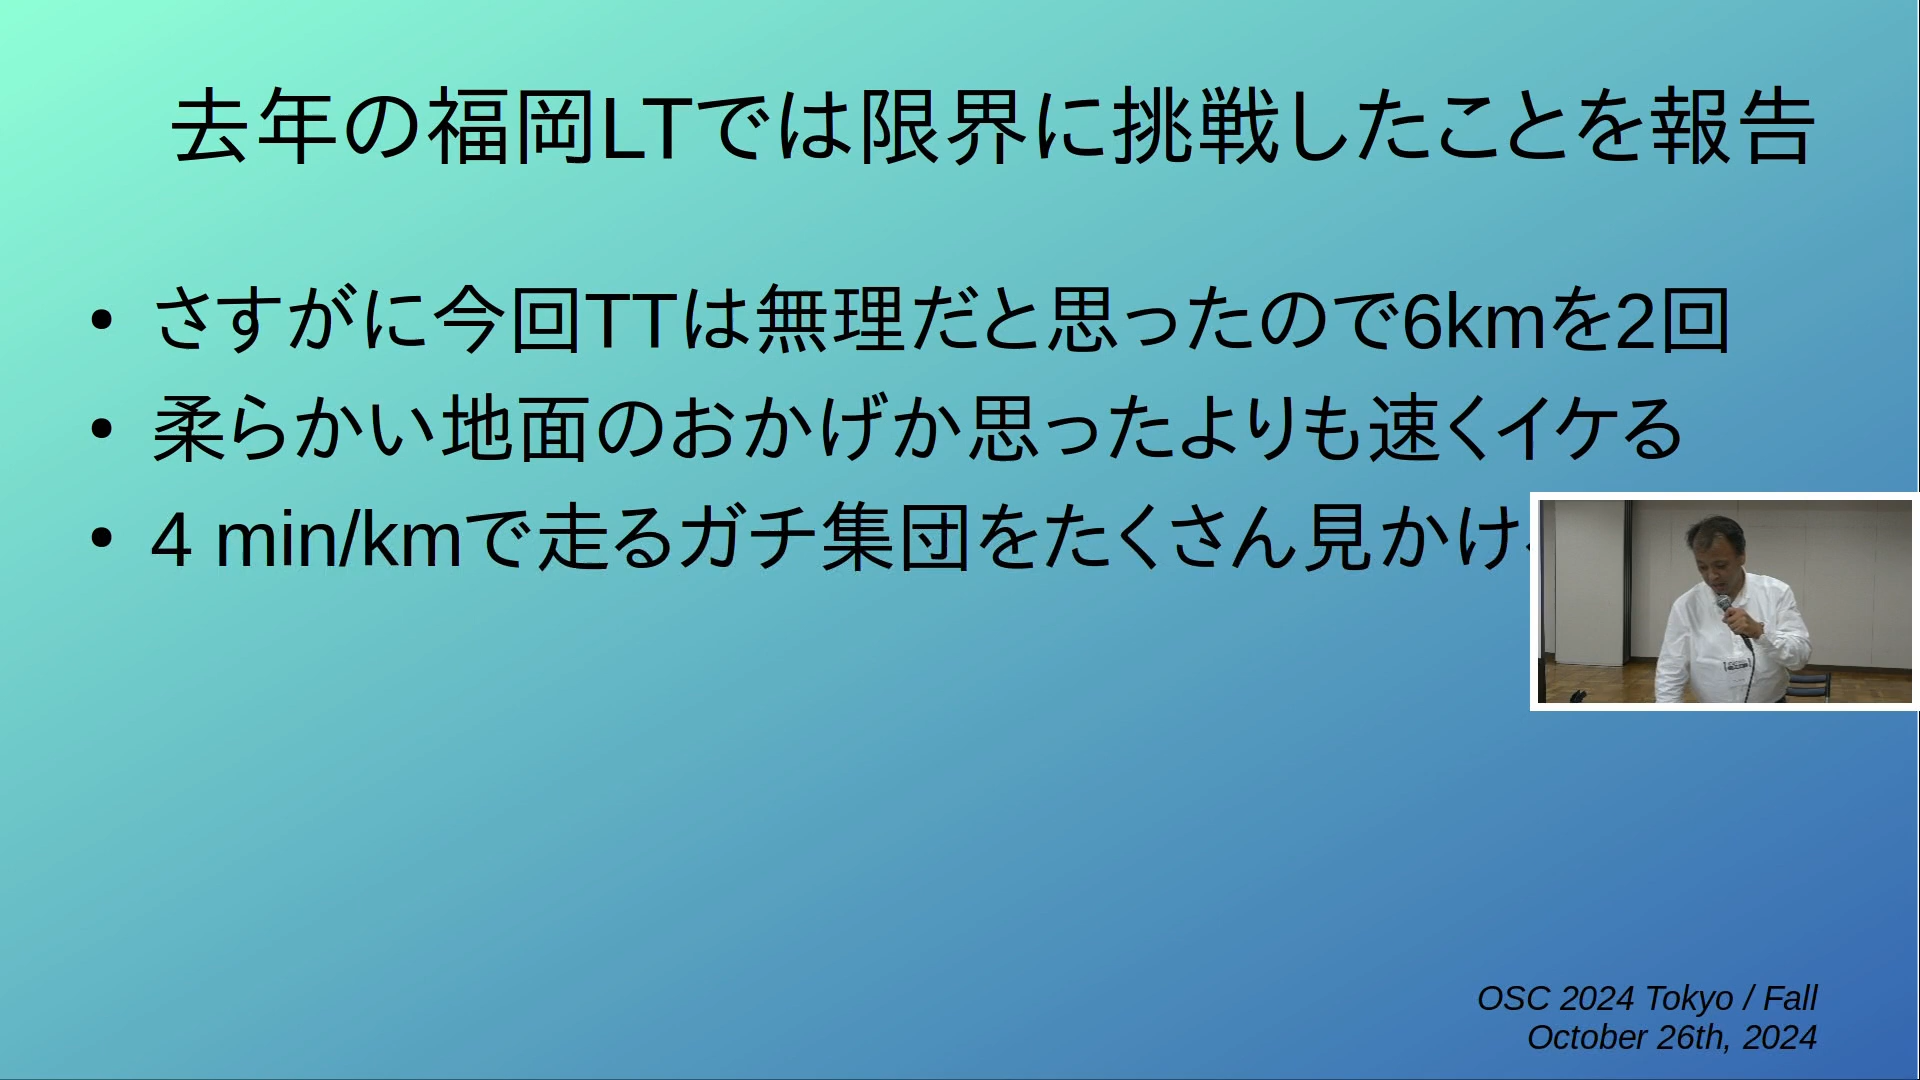 去年の福岡LTでは限界に挑戦したことを報告
• さすがに今回TTは無理だと思ったので6kmを2回
• 柔らかい地面のおかげか思ったよりも速くイケる
• 4 min/kmで走るガチ集団をたくさん見かけ
OSC 2024 Tokyo / Fall
October 26th, 2024